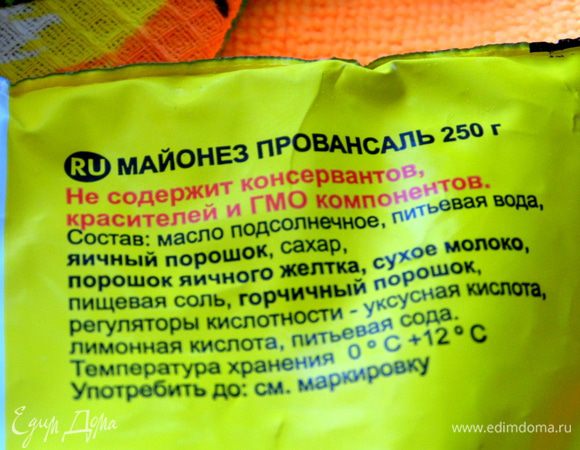 RU МАЙОНЕЗ ПРОВАНСАЛЬ 250 г
Не содержит консервантов,
красителей и ГМО компонентов.
Состав: масло подсолнечное, питьевая вода,
яичный порошок, сахар,
порошок яичного желтка, сухое молоко,
пищевая соль, горчичный порошок,
регуляторы кислотности - уксусная кислота,
лимонная кислота, питьевая сода.
Температура хранения 0 º С +12 º С
Употребить до: см. маркировку
Едим Дома
www.edimdoma.ru